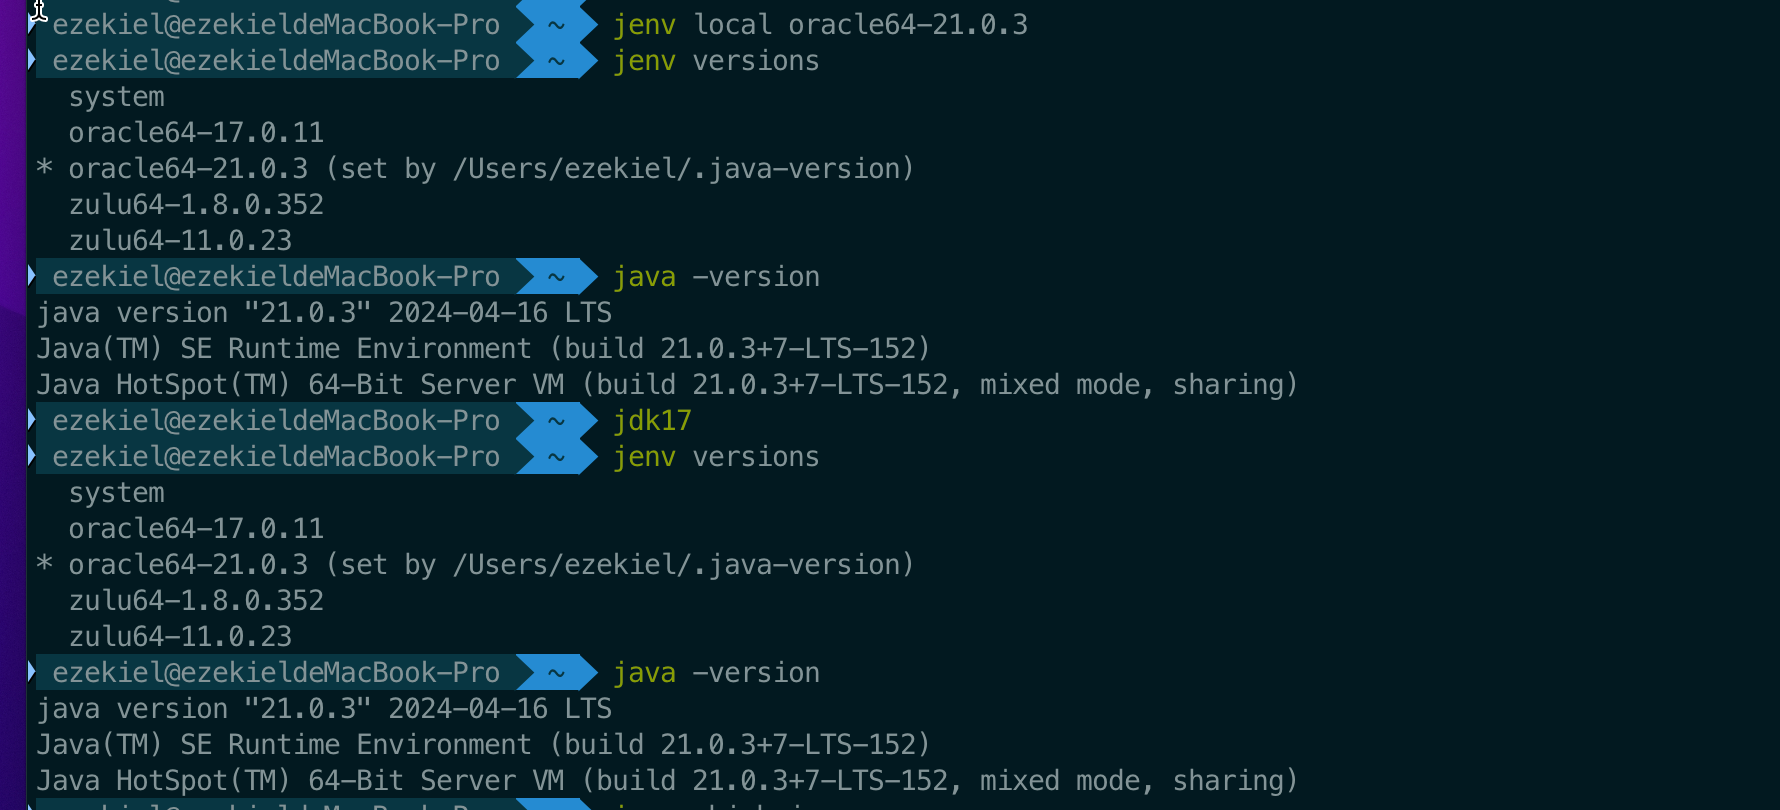 ezekiel@ezekieldeMacBook-Pro ~ jenv local oracle64-21.0.3
ezekiel@ezekieldeMacBook-Pro ~ jenv versions
system
oracle64-17.0.11
* oracle64-21.0.3 (set by /Users/ezekiel/.java-version)
zulu64-1.8.0.352
zulu64-11.0.23
ezekiel@ezekieldeMacBook-Pro ~ java -version
java version "21.0.3" 2024-04-16 LTS
Java(TM) SE Runtime Environment (build 21.0.3+7-LTS-152)
Java HotSpot(TM) 64-Bit Server VM (build 21.0.3+7-LTS-152, mixed mode, sharing)
ezekiel@ezekieldeMacBook-Pro ~ jdk17
ezekiel@ezekieldeMacBook-Pro ~ jenv versions
system
oracle64-17.0.11
* oracle64-21.0.3 (set by /Users/ezekiel/.java-version)
zulu64-1.8.0.352
zulu64-11.0.23
ezekiel@ezekieldeMacBook-Pro ~ java -version
java version "21.0.3" 2024-04-16 LTS
Java(TM) SE Runtime Environment (build 21.0.3+7-LTS-152)
Java HotSpot(TM) 64-Bit Server VM (build 21.0.3+7-LTS-152, mixed mode, sharing)